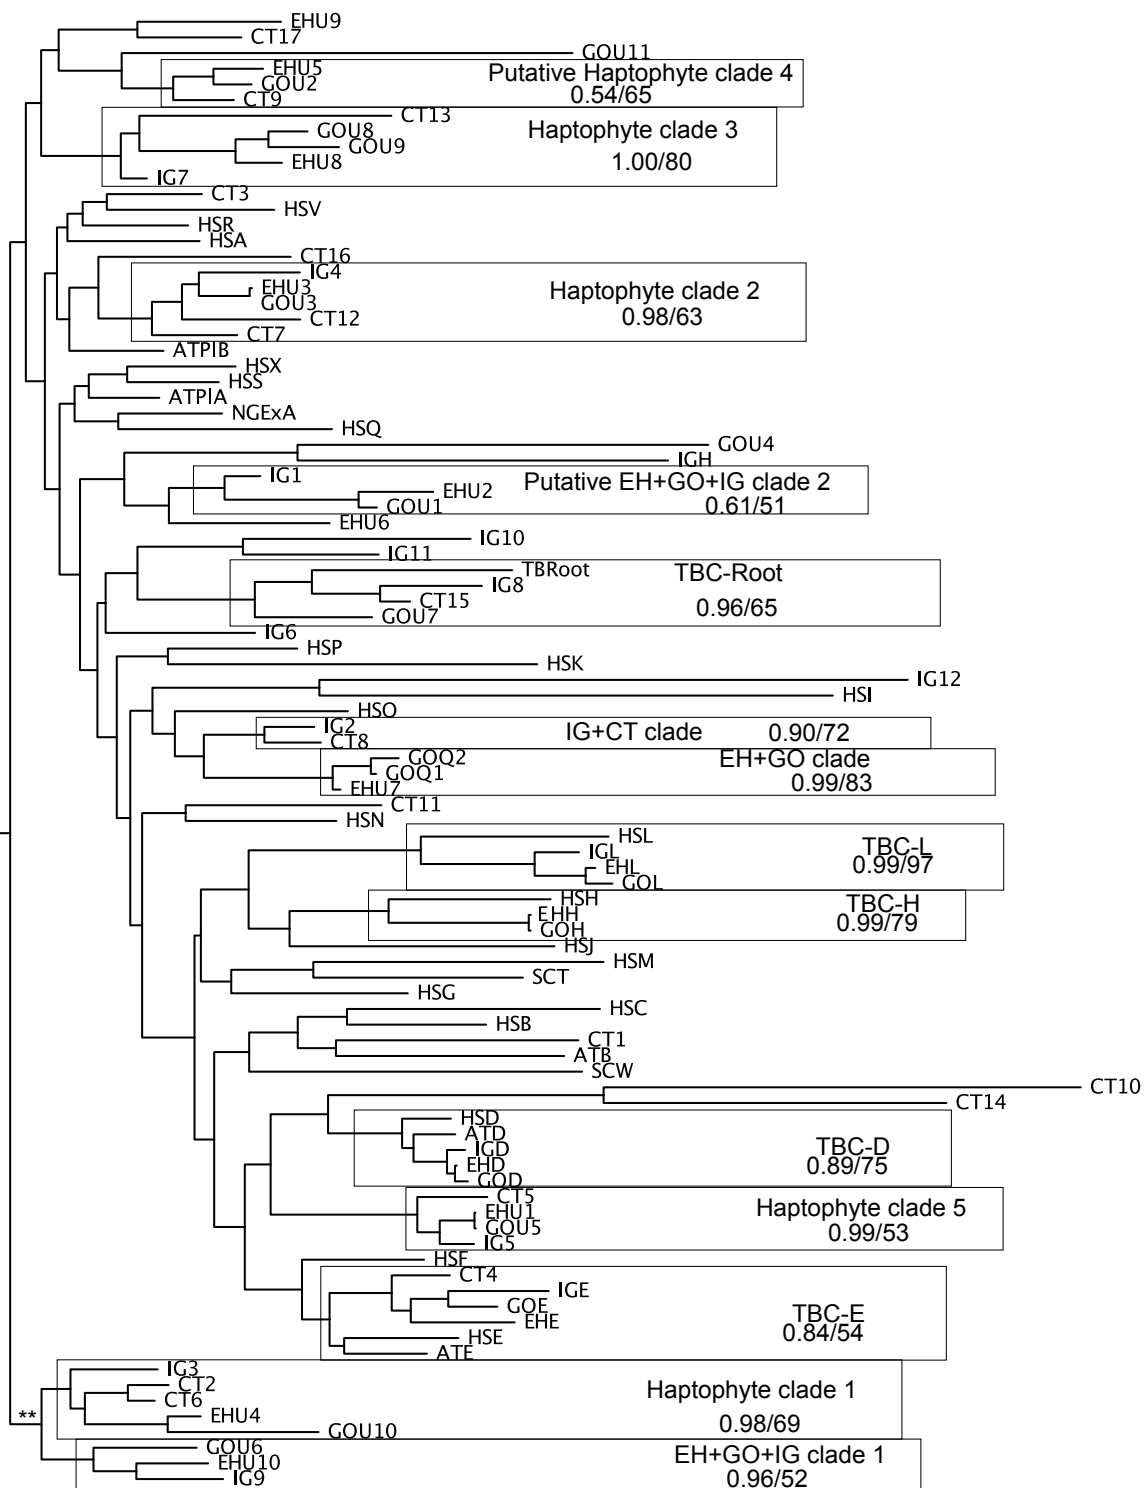 EHU9
CT17
GOU11
EHU5
Putative Haptophyte clade 4
GOU2
0.54/65
CT9
CT13
GOU8
Haptophyte clade 3
GOU9
EHU8
1.00/80
IG7
CT3
HSV
HSR
HSA
CT16
IG4
EHU3
Haptophyte clade 2
GOU3
0.98/63
CT12
CT7
ATPIB
HSX
HSS
ATPIA
NGExA
HSQ
GOU4
IGH
IG1
Putative EH+GO+IG clade 2
EHU2
GOU1
0.61/51
EHU6
IG10
IG11
TBRoot
TBC-Root
IG8
CT15
0.96/65
GOU7
IG6
HSP
HSK
IG12
HSI
HSO
IG2
IG+CT clade
0.90/72
CT8
GOQ2
EH+GO clade
GOQ1
0.99/83
EHU7
CT11
HSN
HSL
TBC-L
IGL
0.99/97
EHL
GOL
HSH
TBC-H
EHH
0.99/79
GOH
HSJ
HSM
SCT
HSG
HSC
HSB
CT1
ATB
SCW
CT10
CT14
HSD
ATD
TBC-D
IGD
0.89/75
EHD
GOD
CT5
EHU1
Haptophyte clade 5
GOU5
0.99/53
IG5
HSF
CT4
IGE
GOE
TBC-E
EHE
0.84/54
HSE
ATE
IG3
CT2
Haptophyte clade 1
CT6
**
EHU4
0.98/69
GOU10
GOU6
EH+GO+IG clade 1
EHU10
IG9
0.96/52